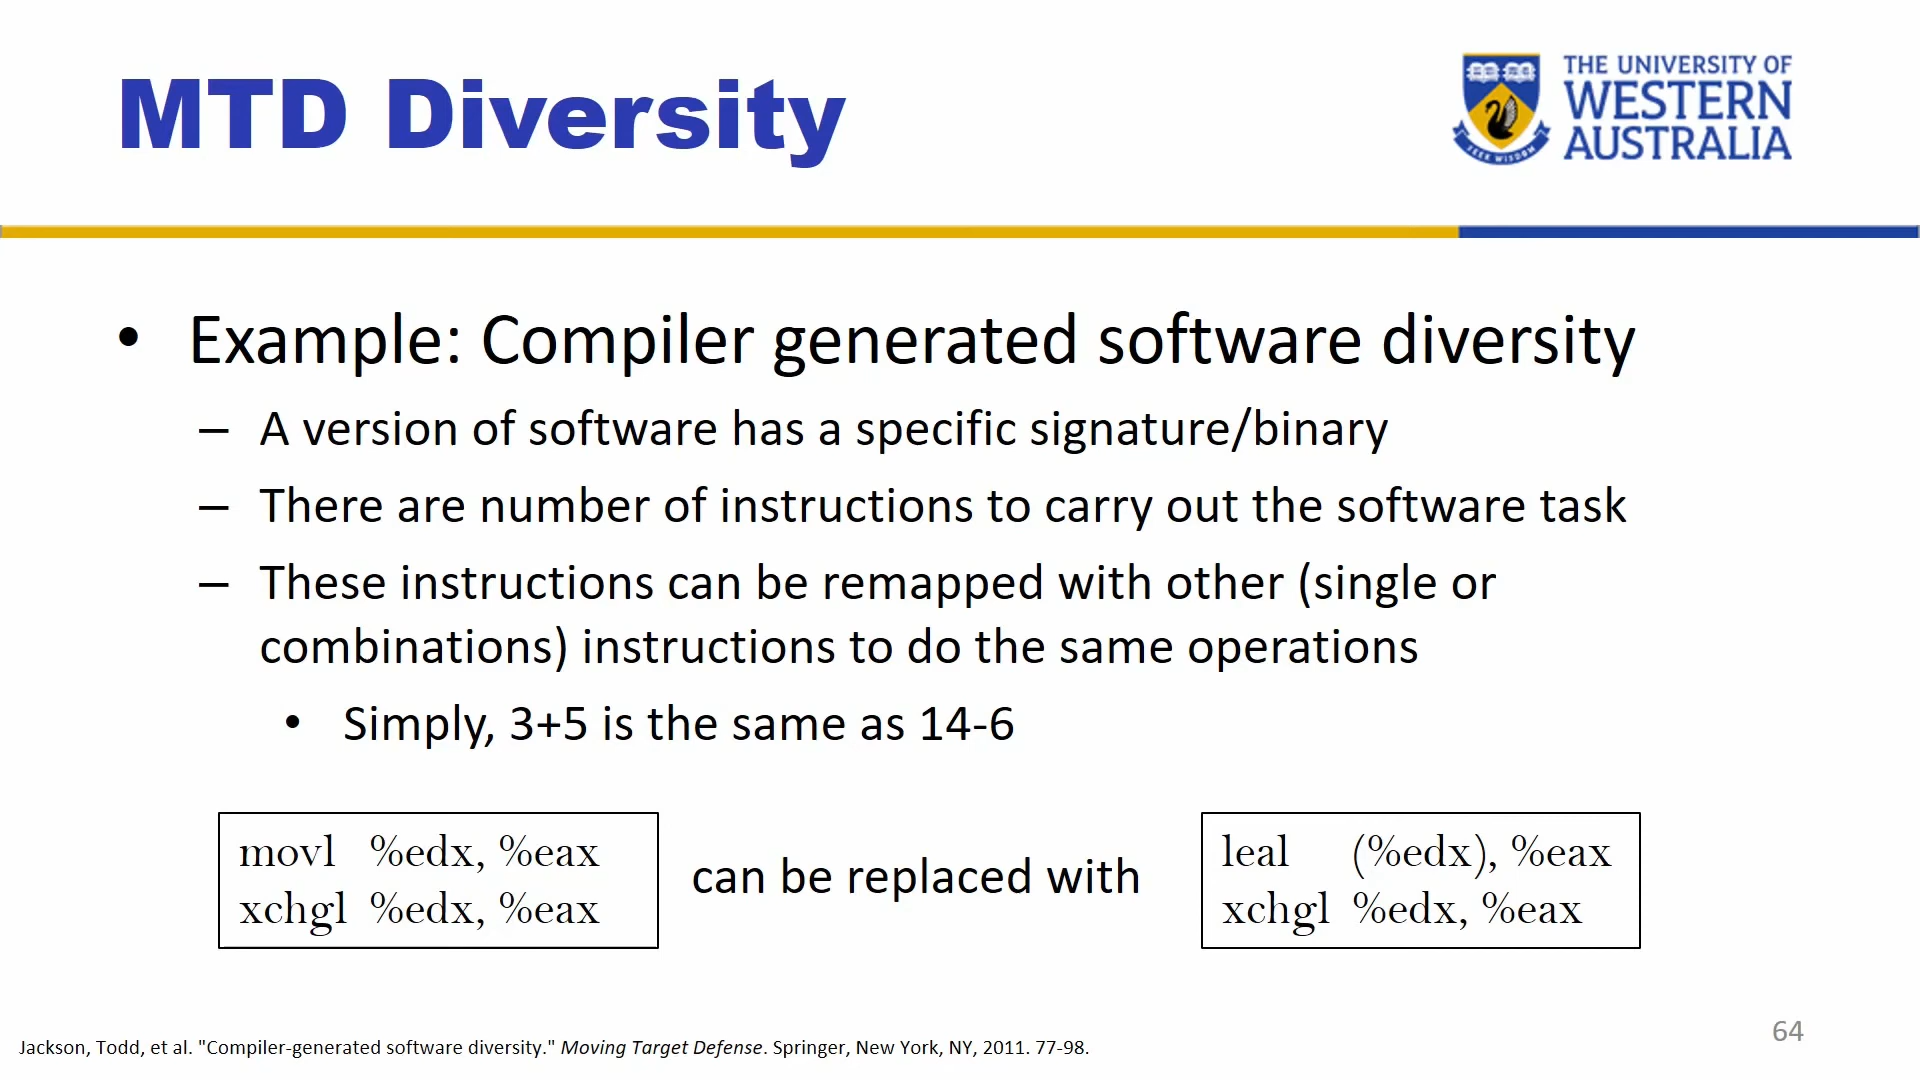 MTD Diversity
THE UNIVERSITY OF
WESTERN
AUSTRALIA
SEEK WISDOM
• Example: Compiler generated software diversity
– A version of software has a specific signature/binary
– There are number of instructions to carry out the software task
– These instructions can be remapped with other (single or
combinations) instructions to do the same operations
• Simply, 3+5 is the same as 14-6
movl %edx, %eax
xchgl %edx, %eax
can be replaced with
leal (%edx), %eax
xchgl %edx, %eax
64
Jackson, Todd, et al. "Compiler-generated software diversity." Moving Target Defense. Springer, New York, NY, 2011. 77-98.